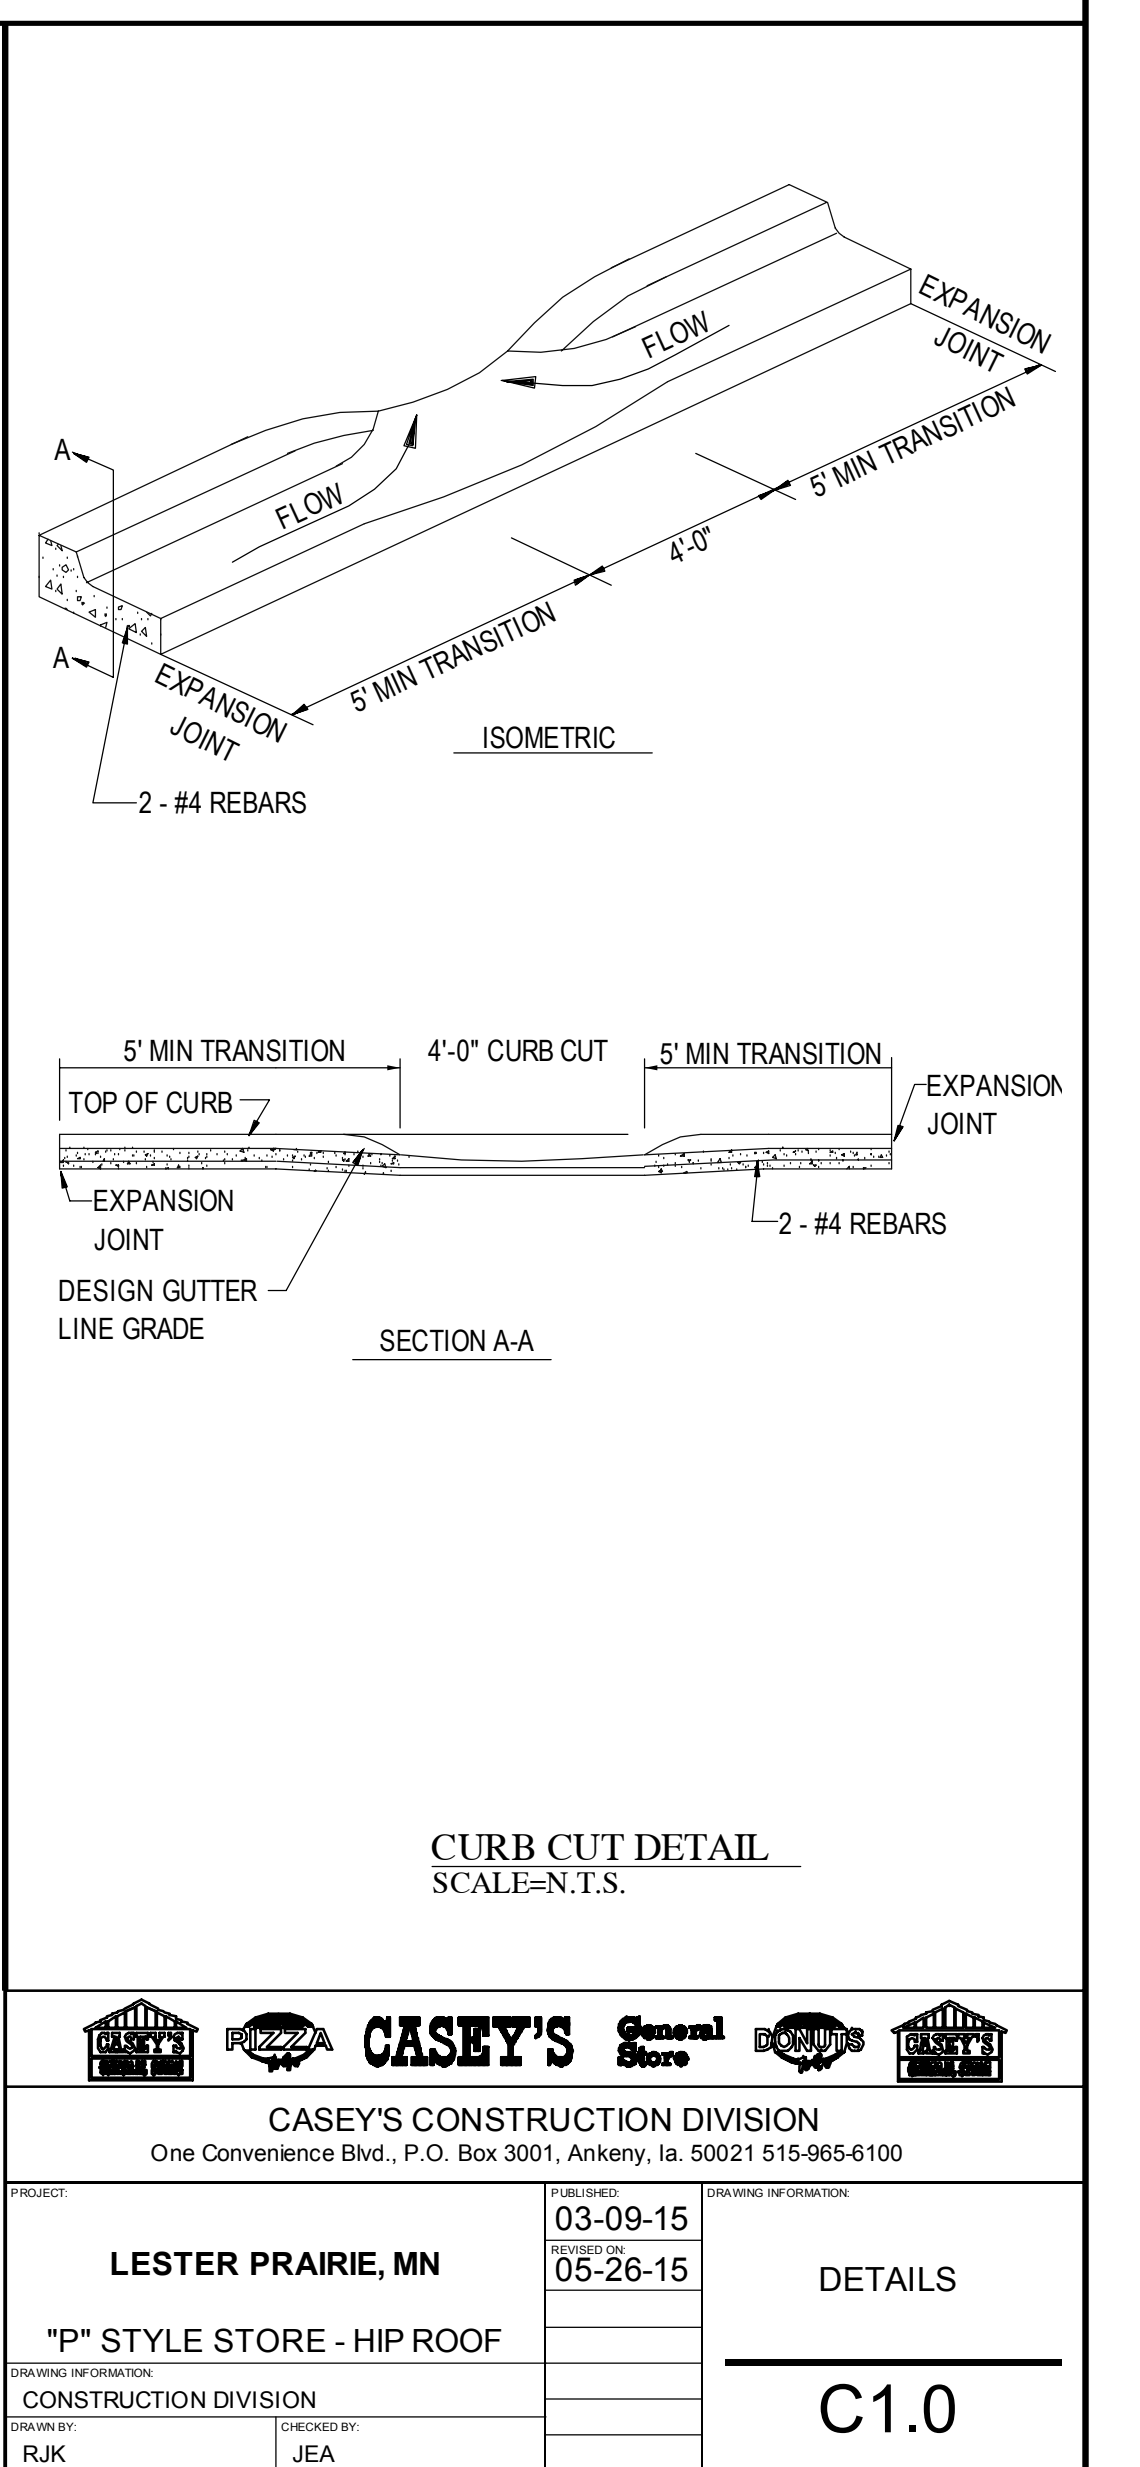 EXPANSION
JOINT
FLOW
5' MIN TRANSITION
A
FLOW
4'-0"
5' MIN TRANSITION
A
EXPANSION
JOINT
ISOMETRIC
2 - #4 REBARS
5' MIN TRANSITION
4'-0" CURB CUT
5' MIN TRANSITION
TOP OF CURB
EXPANSION
JOINT
EXPANSION
JOINT
2 - #4 REBARS
DESIGN GUTTER
LINE GRADE
SECTION A-A
CURB CUT DETAIL
SCALE=N.T.S.
CASEY'S
PIZZA
CASEY'S
General
Store
DONUTS
CASEY'S
CASEY'S CONSTRUCTION DIVISION
One Convenience Blvd., P.O. Box 3001, Ankeny, Ia. 50021 515-965-6100
PROJECT:
LESTER PRAIRIE, MN
"P" STYLE STORE - HIP ROOF
PUBLISHED:
03-09-15
REVISED ON:
05-26-15
DRAWING INFORMATION:
DETAILS
C1.0
DRAWING INFORMATION:
CONSTRUCTION DIVISION
DRAWN BY:
RJK
CHECKED BY:
JEA